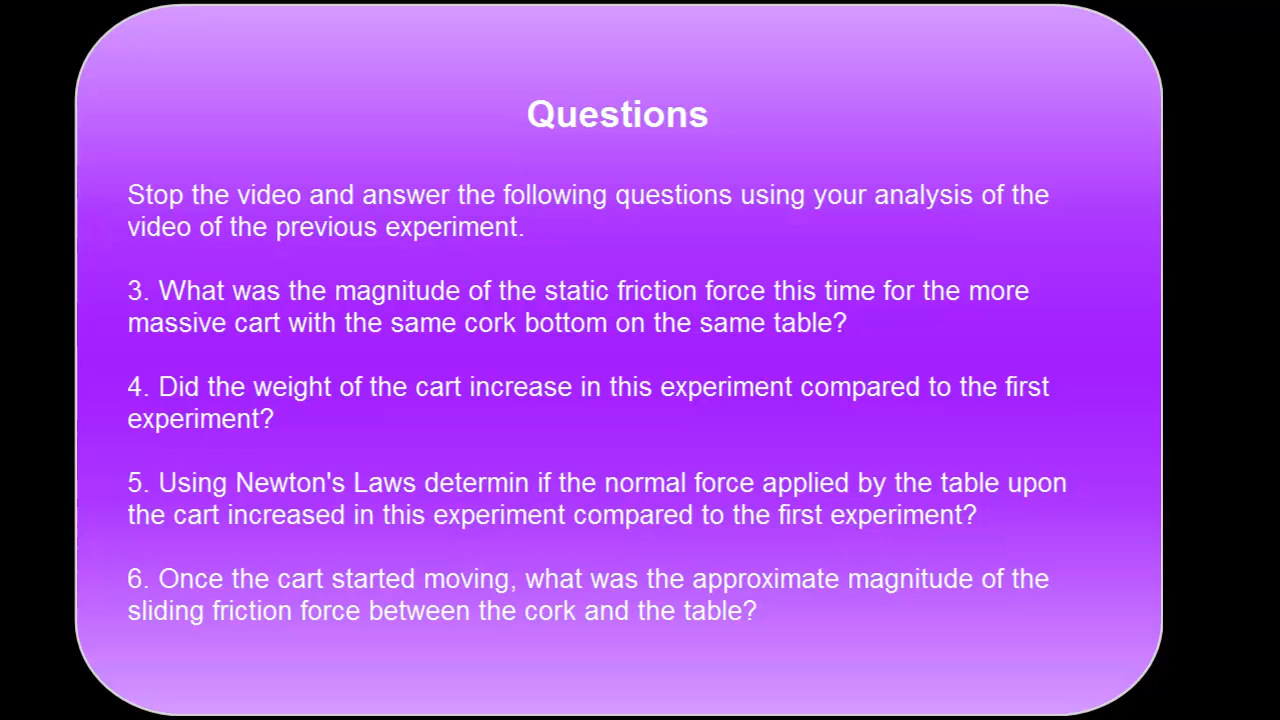 Questions
Stop the video and answer the following questions using your analysis of the
video of the previous experiment.
3. What was the magnitude of the static friction force this time for the more
massive cart with the same cork bottom on the same table?
4. Did the weight of the cart increase in this experiment compared to the first
experiment?
5. Using Newton's Laws determin if the normal force applied by the table upon
the cart increased in this experiment compared to the first experiment?
6. Once the cart started moving, what was the approximate magnitude of the
sliding friction force between the cork and the table?